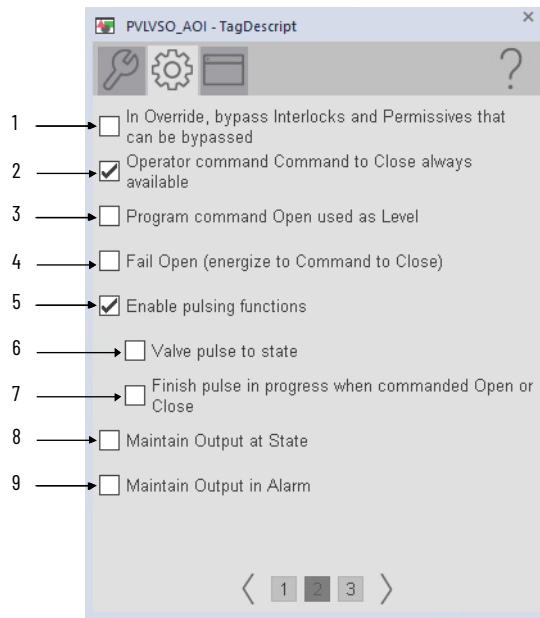 PVLVSO_AOI - TagDescript
×
?
1
In Override, bypass Interlocks and Permissives that
can be bypassed
2
Operator command Command to Close always
available
3
Program command Open used as Level
4
Fail Open (energize to Command to Close)
5
Enable pulsing functions
6
Valve pulse to state
7
Finish pulse in progress when commanded Open or
Close
8
Maintain Output at State
9
Maintain Output in Alarm
1 2 3